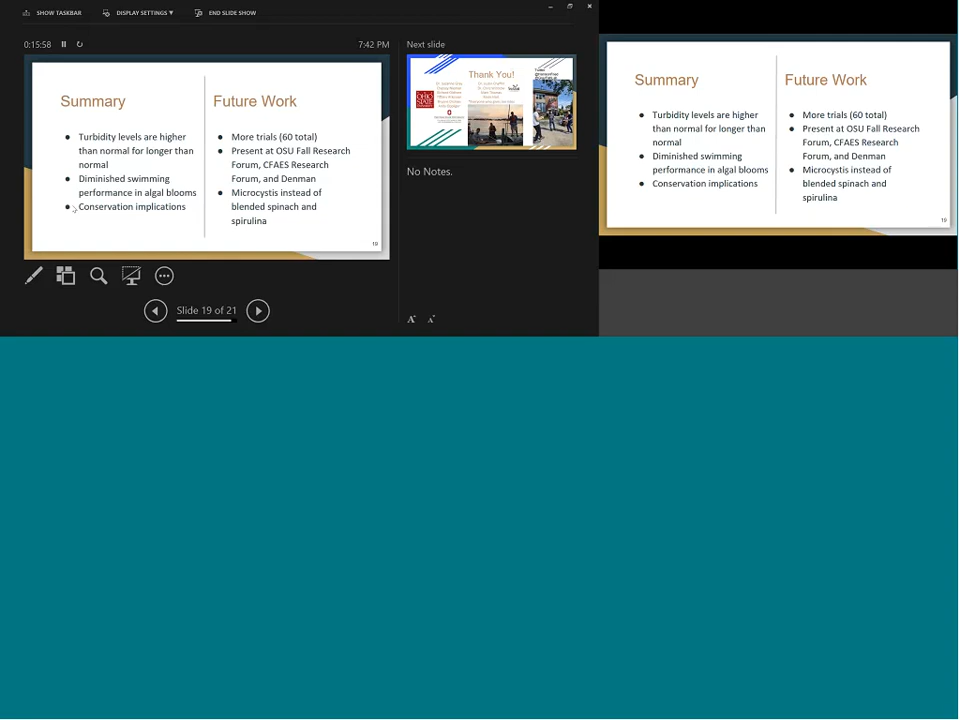 SHOW TASKBAR DISPLAY SETTINGS ▼ END SLIDE SHOW
0:15:58
7:42 PM
Summary
● Turbidity levels are higher
than normal for longer than
normal
● Diminished swimming
performance in algal blooms
● Conservation implications
Future Work
● More trials (60 total)
● Present at OSU Fall Research
Forum, CFAES Research
Forum, and Denman
● Microcystis instead of
blended spinach and
spirulina
19
Slide 19 of 21
Next slide
Thank You!
OHIO
STATE
No Notes.
A A
Summary
● Turbidity levels are higher
than normal for longer than
normal
● Diminished swimming
performance in algal blooms
● Conservation implications
Future Work
● More trials (60 total)
● Present at OSU Fall Research
Forum, CFAES Research
Forum, and Denman
● Microcystis instead of
blended spinach and
spirulina
19